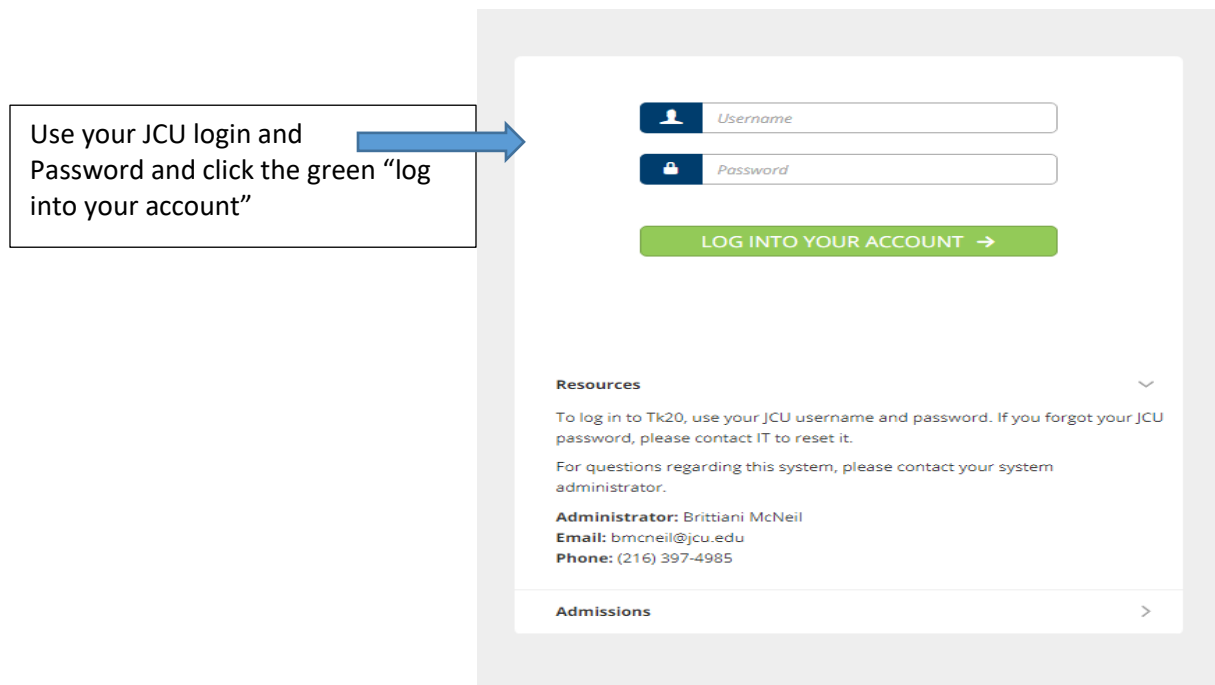 Use your JCU login and
Password and click the green “log
into your account”
Username
Password
LOG INTO YOUR ACCOUNT →
Resources
To log in to Tk20, use your JCU username and password. If you forgot your JCU
password, please contact IT to reset it.
For questions regarding this system, please contact your system
administrator.
Administrator: Brittiani McNeil
Email: bmcneil@jcu.edu
Phone: (216) 397-4985
Admissions